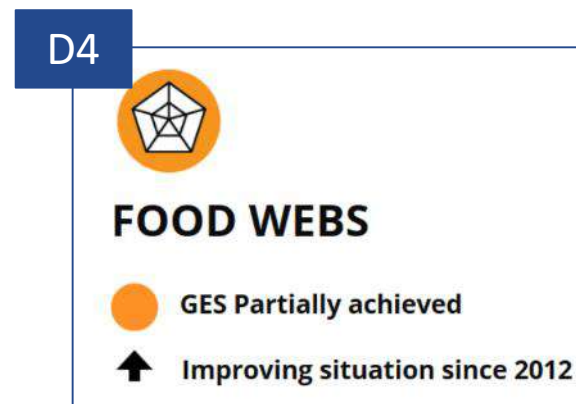 D4
FOOD WEBS
GES Partially achieved
Improving situation since 2012